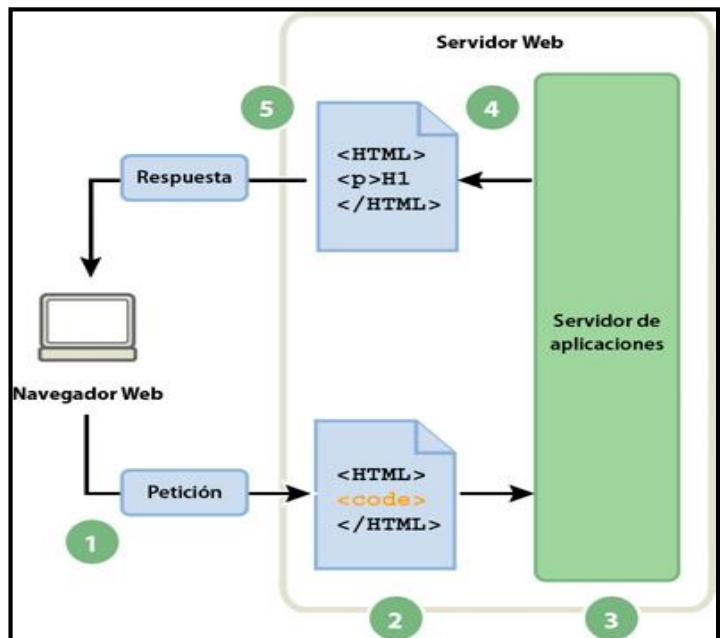 Servidor Web
5
4
<HTML>
<p>H1
</HTML>
Respuesta
Servidor de
aplicaciones
Navegador Web
Petición
<HTML>
<code>
</HTML>
1
2
3